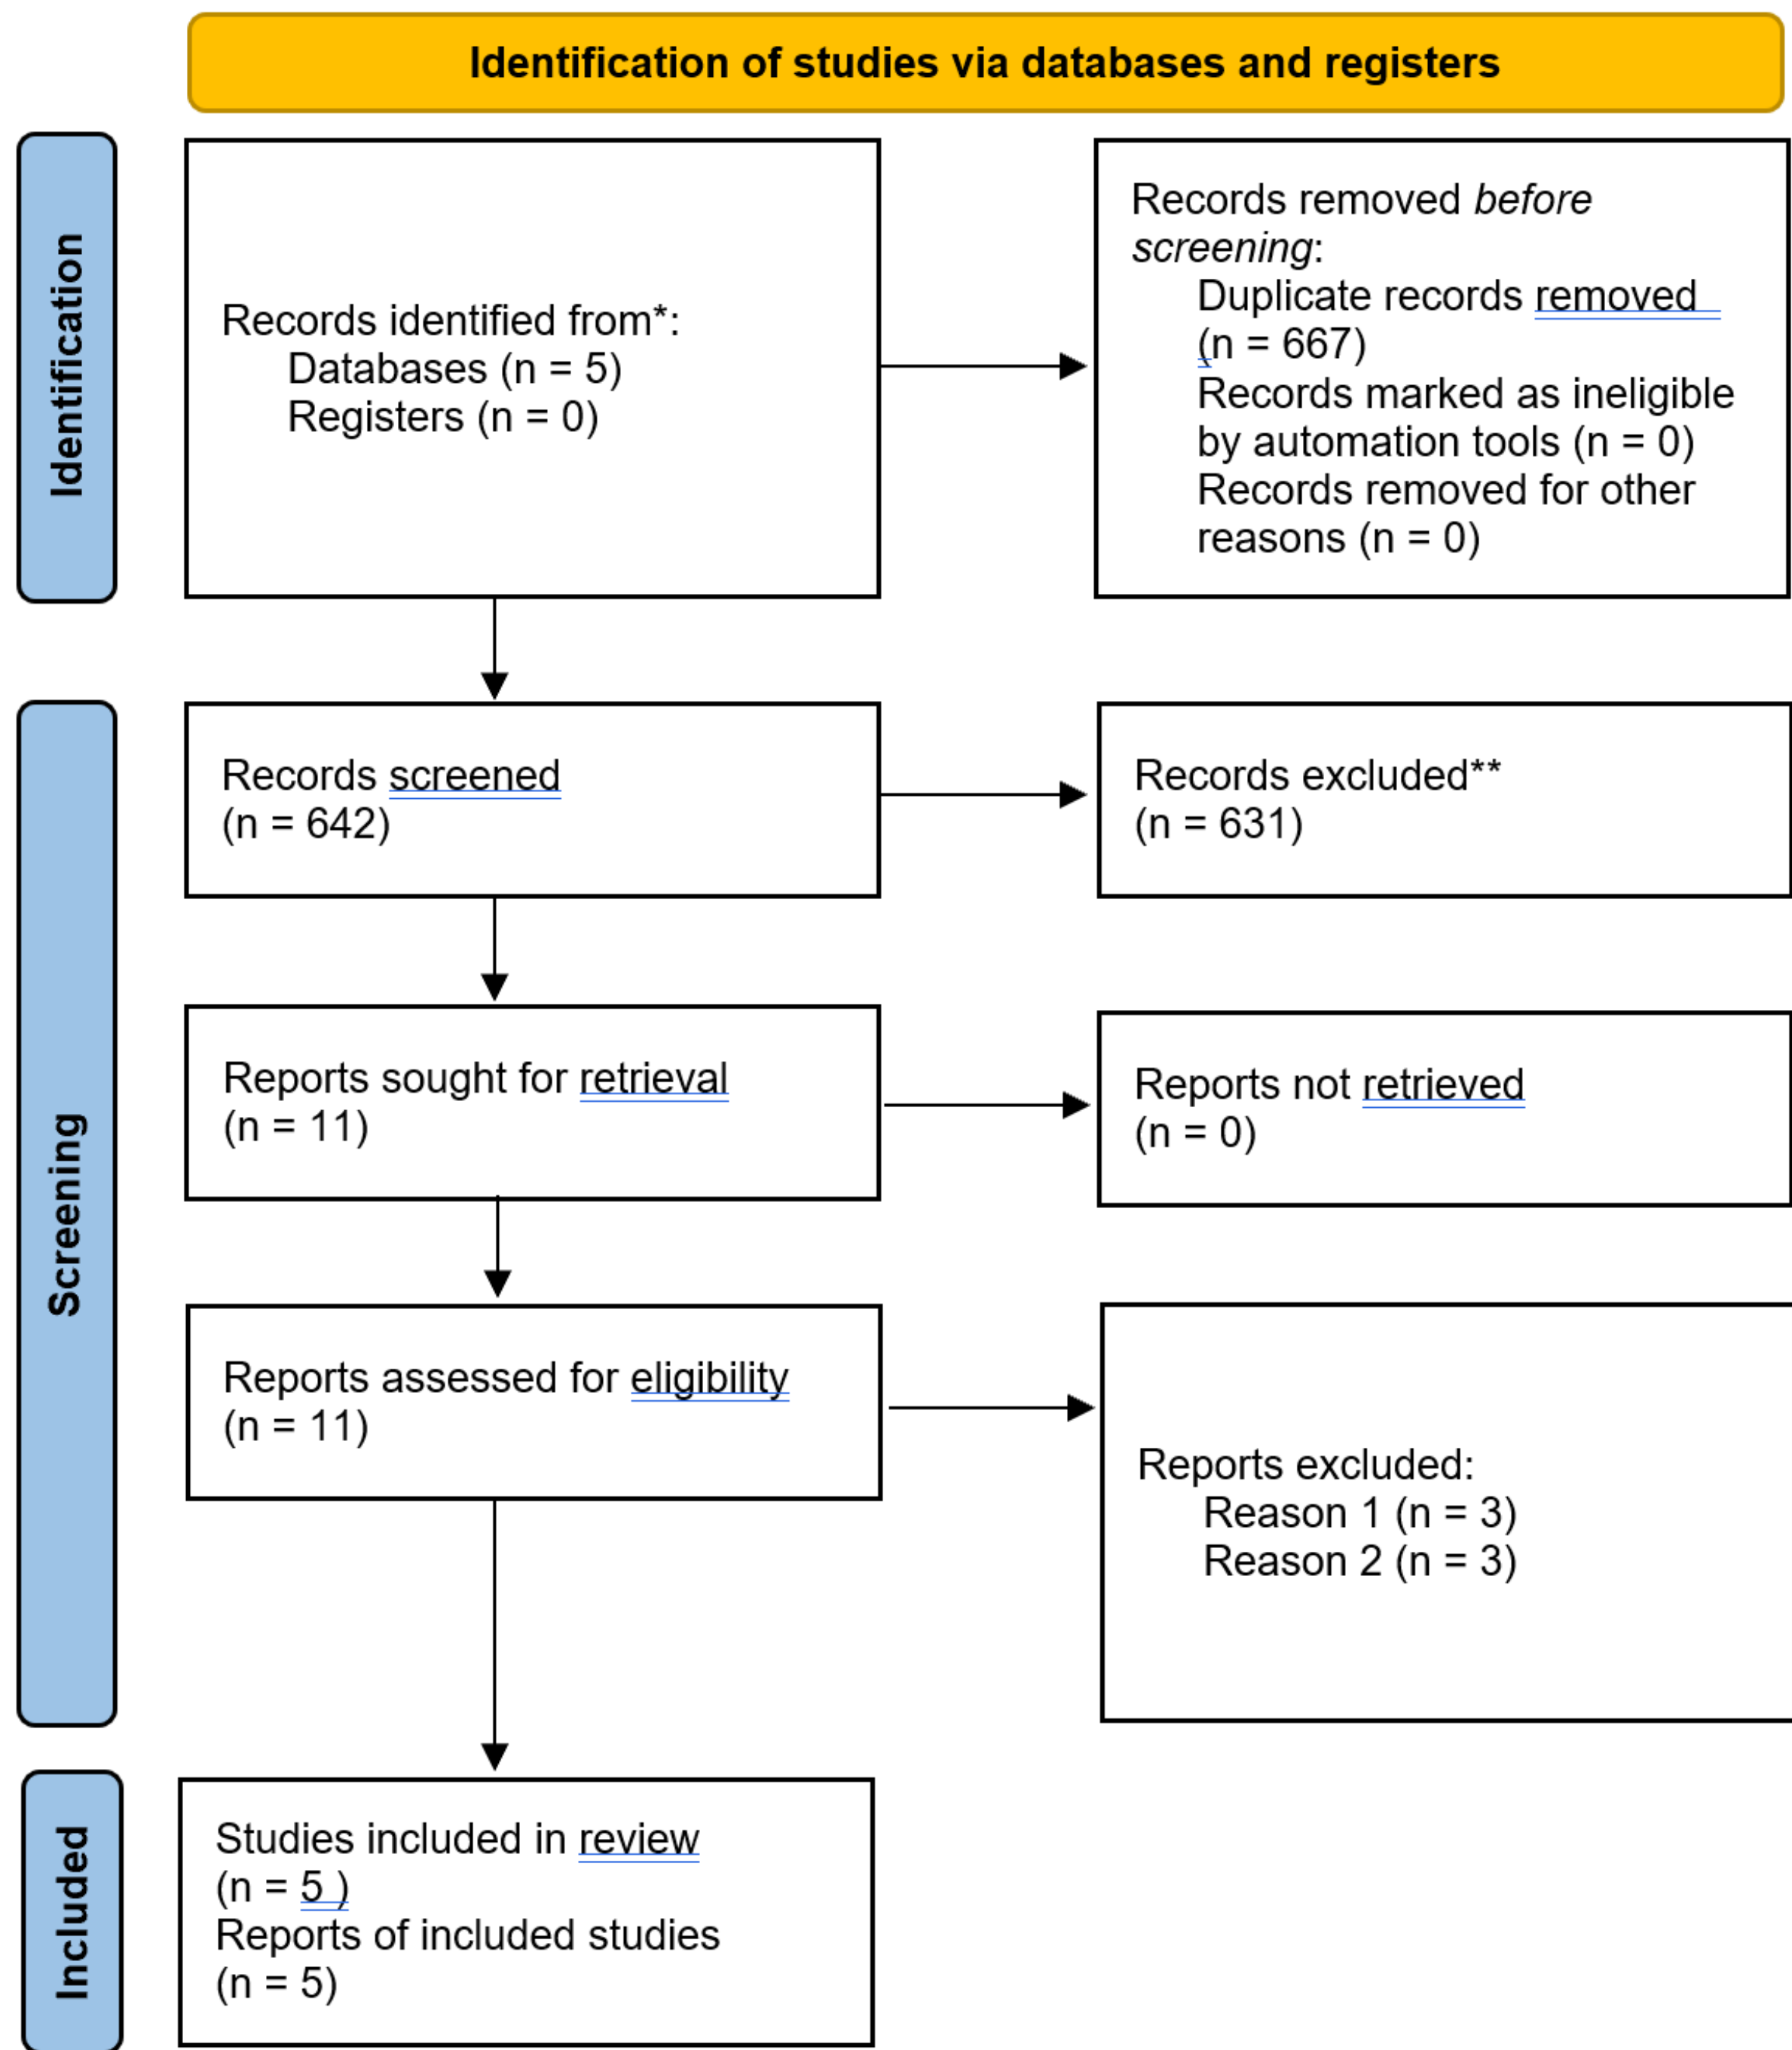 Identification of studies via databases and registers
Identification
Records identified from*:
Databases (n = 5)
Registers (n = 0)
Records removed before
screening:
Duplicate records removed
(n = 667)
Records marked as ineligible
by automation tools (n = 0)
Records removed for other
reasons (n = 0)
Screening
Records screened
(n = 642)
Records excluded**
(n = 631)
Reports sought for retrieval
(n = 11)
Reports not retrieved
(n = 0)
Reports assessed for eligibility
(n = 11)
Reports excluded:
Reason 1 (n = 3)
Reason 2 (n = 3)
Included
Studies included in review
(n = 5 )
Reports of included studies
(n = 5)